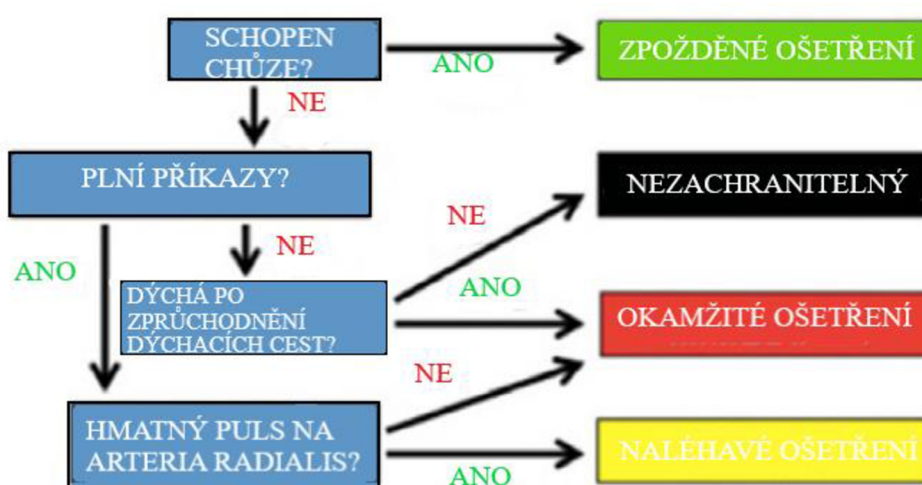 SCHOPEN
CHŮZE?
ANO
ZPOŽDĚNÉ OŠETŘENÍ
NE
PLNÍ PŘÍKAZY?
NEZACHRANITELNÝ
NE
ANO
NE
DÝCHÁ PO
ZPRŮCHODNĚNÍ
DÝCHACÍCH CEST?
ANO
OKAMŽITÉ OŠETŘENÍ
NE
HMATNÝ PULS NA
ARTERIA RADIALIS?
ANO
NALÉHAVÉ OŠETŘENÍ